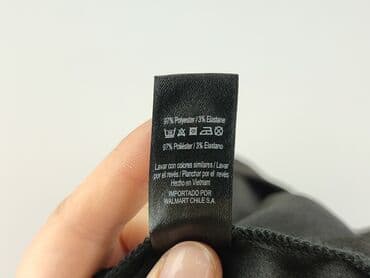 97% Polyester / 3% Elastane
97% Poliéster / 3% Elastano
Lavar con colores similares / Lavar
por el revés / Planchar por el revés
Hecho en Vietnam
IMPORTADO POR
WALMART CHILE S.A.